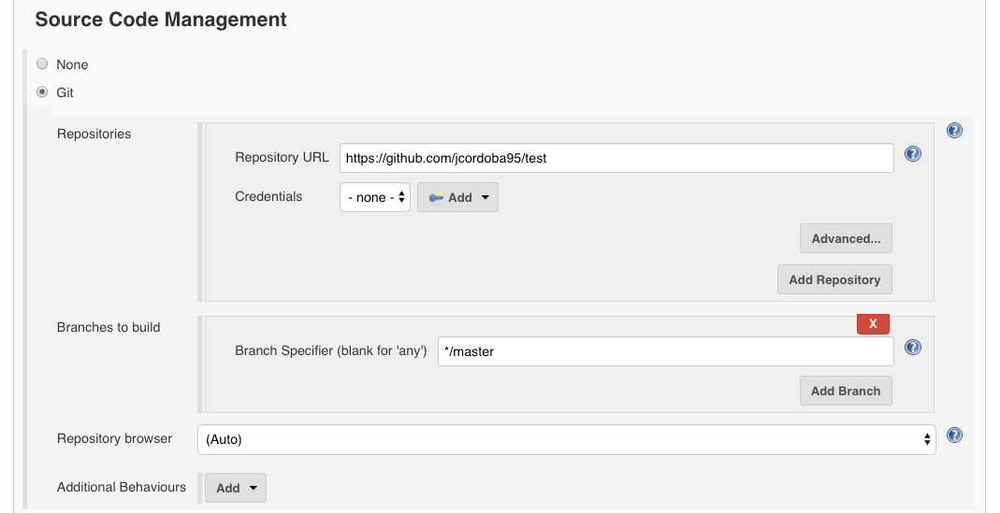 Source Code Management
None
Git
Repositories
Repository URL https://github.com/jcordoba95/test
Credentials - none - Add
Advanced...
Add Repository
Branches to build
X
Branch Specifier (blank for 'any') */master
Add Branch
Repository browser (Auto)
Additional Behaviours Add